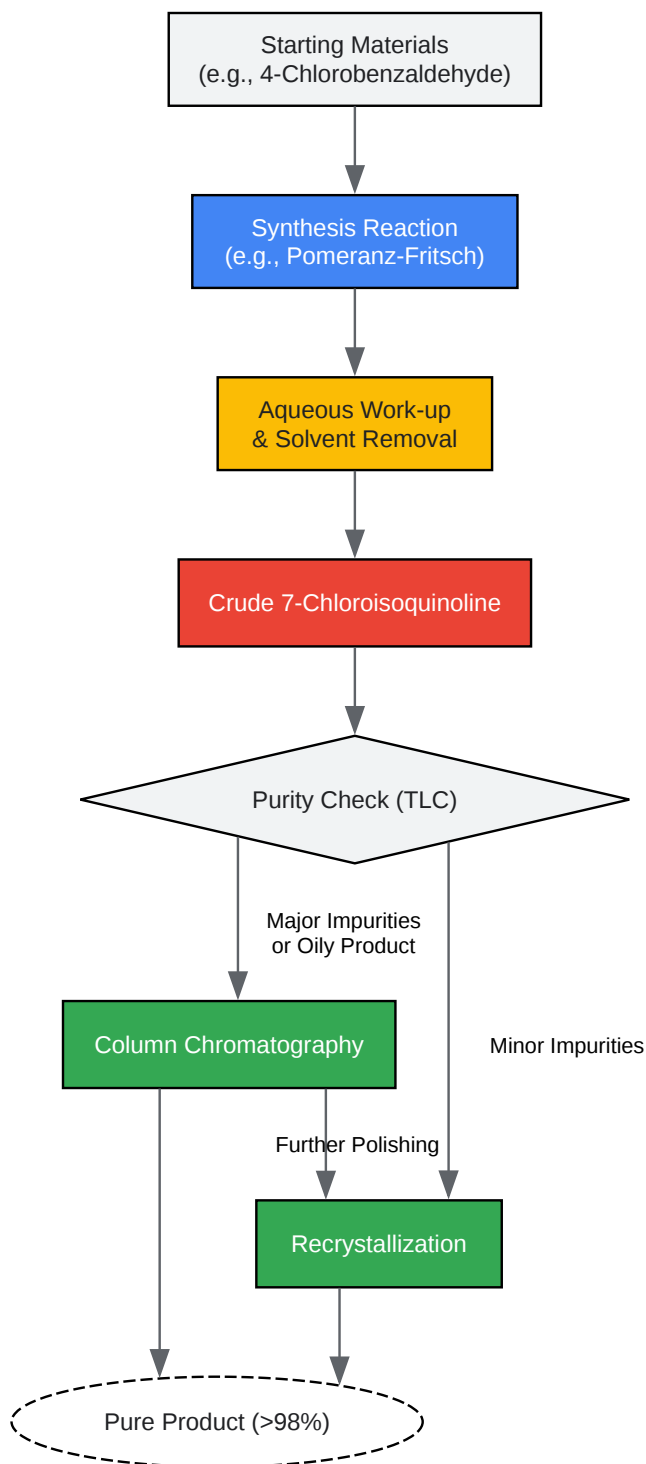 Starting Materials
(e.g., 4-Chlorobenzaldehyde)
Synthesis Reaction
(e.g., Pomeranz-Fritsch)
Aqueous Work-up
& Solvent Removal
Crude 7-Chloroisoquinoline
Purity Check (TLC)
Major Impurities
or Oily Product
Column Chromatography
Minor Impurities
Further Polishing
Recrystallization
Pure Product (>98%)